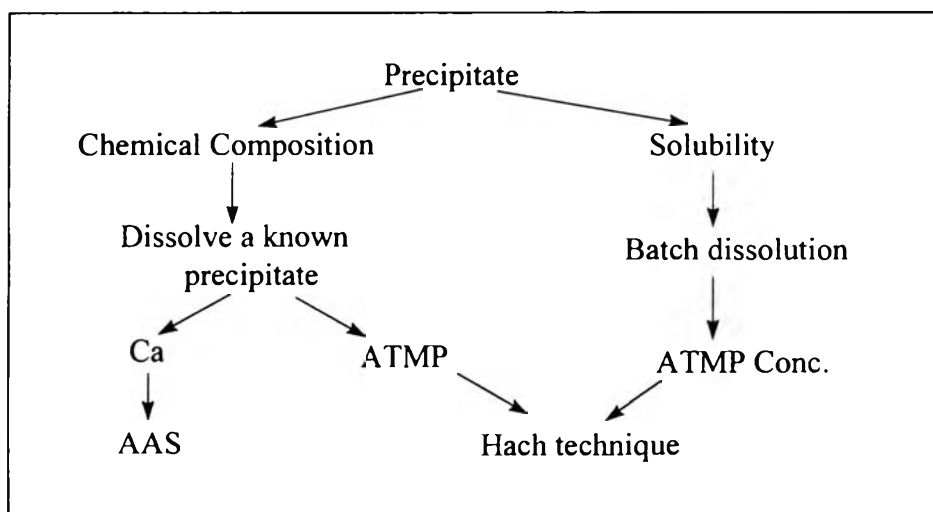 Precipitate
Chemical Composition
Solubility
Dissolve a known
precipitate
Batch dissolution
Ca
ATMP
ATMP Conc.
AAS
Hach technique